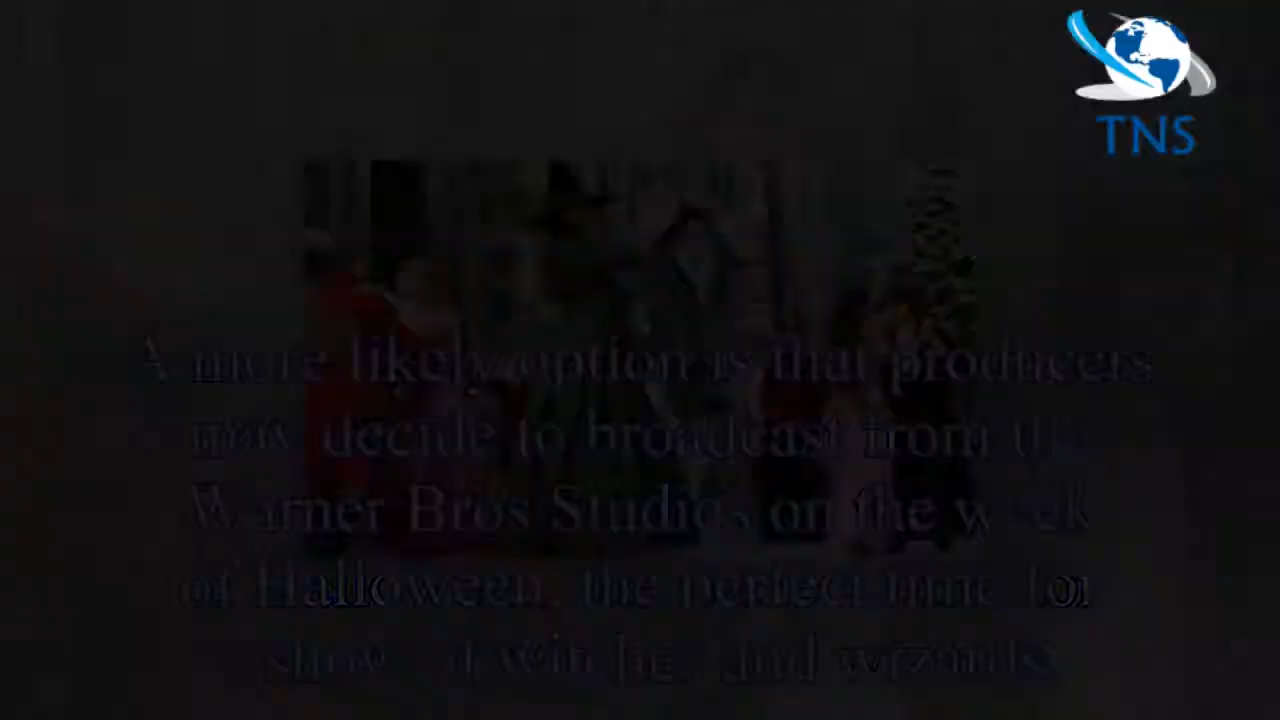 TNS
A more likely option is that producers
may decide to broadcast from the
Warner Bros Studios on the week
of Halloween, the perfect time for
show and wizards